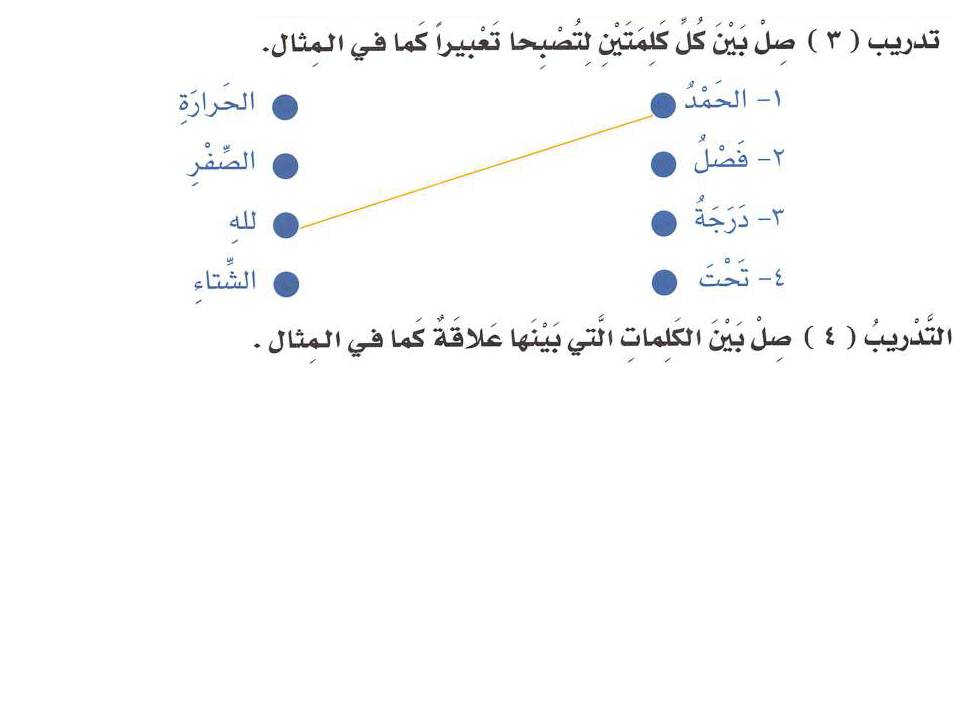 تدريب ( ٣ ) صِلْ بَيْنَ كُلِّ كَلِمَتَيْنِ لتُصْبِحا تَعْبيراً كَما في المِثال.
١- الحَمْدُ الحَرارَةِ
٢- فَصْلُ الصِّفْرِ
٣- دَرَجَةُ للهِ
٤- تَحْتَ الشِّتاءِ
التَّدْريبُ ( ٤ ) صِلْ بَيْنَ الكَلِماتِ الَّتي بَيْنَها عَلاقَةٌ كَما في المِثال .